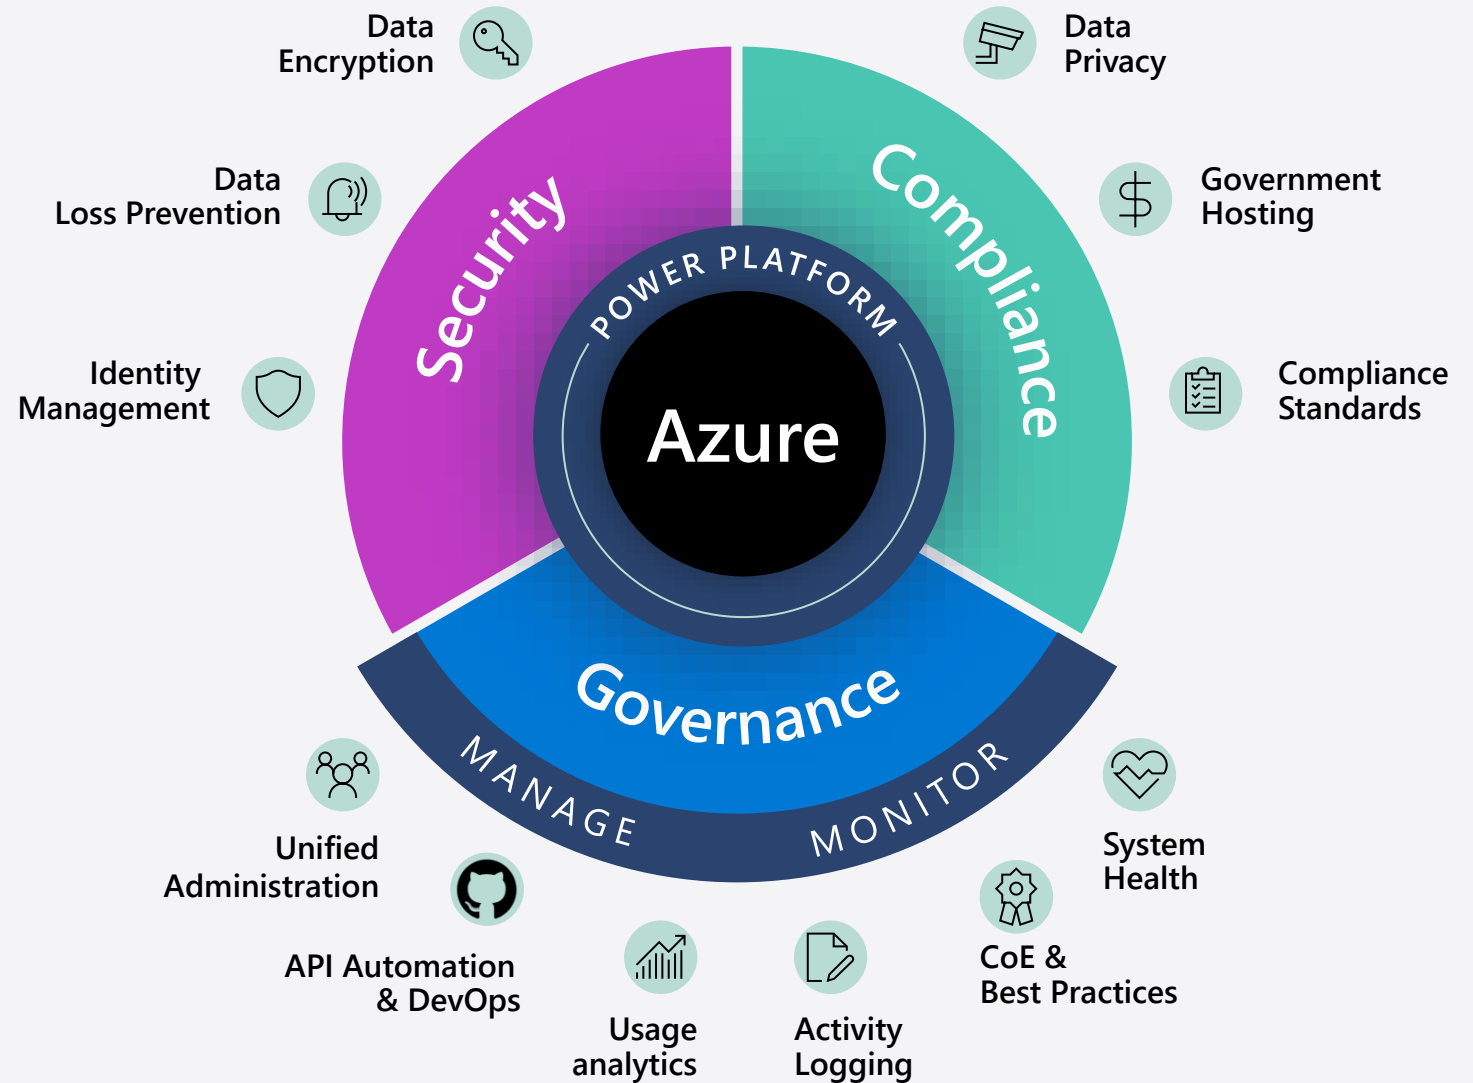 Data
Encryption
Data
Privacy
Data
Loss Prevention
Government
Hosting
Identity
Management
Compliance
Standards
Security
Compliance
POWER PLATFORM
Azure
Governance
MANAGE
MONITOR
Unified
Administration
System
Health
API Automation
& DevOps
CoE &
Best Practices
Usage
analytics
Activity
Logging